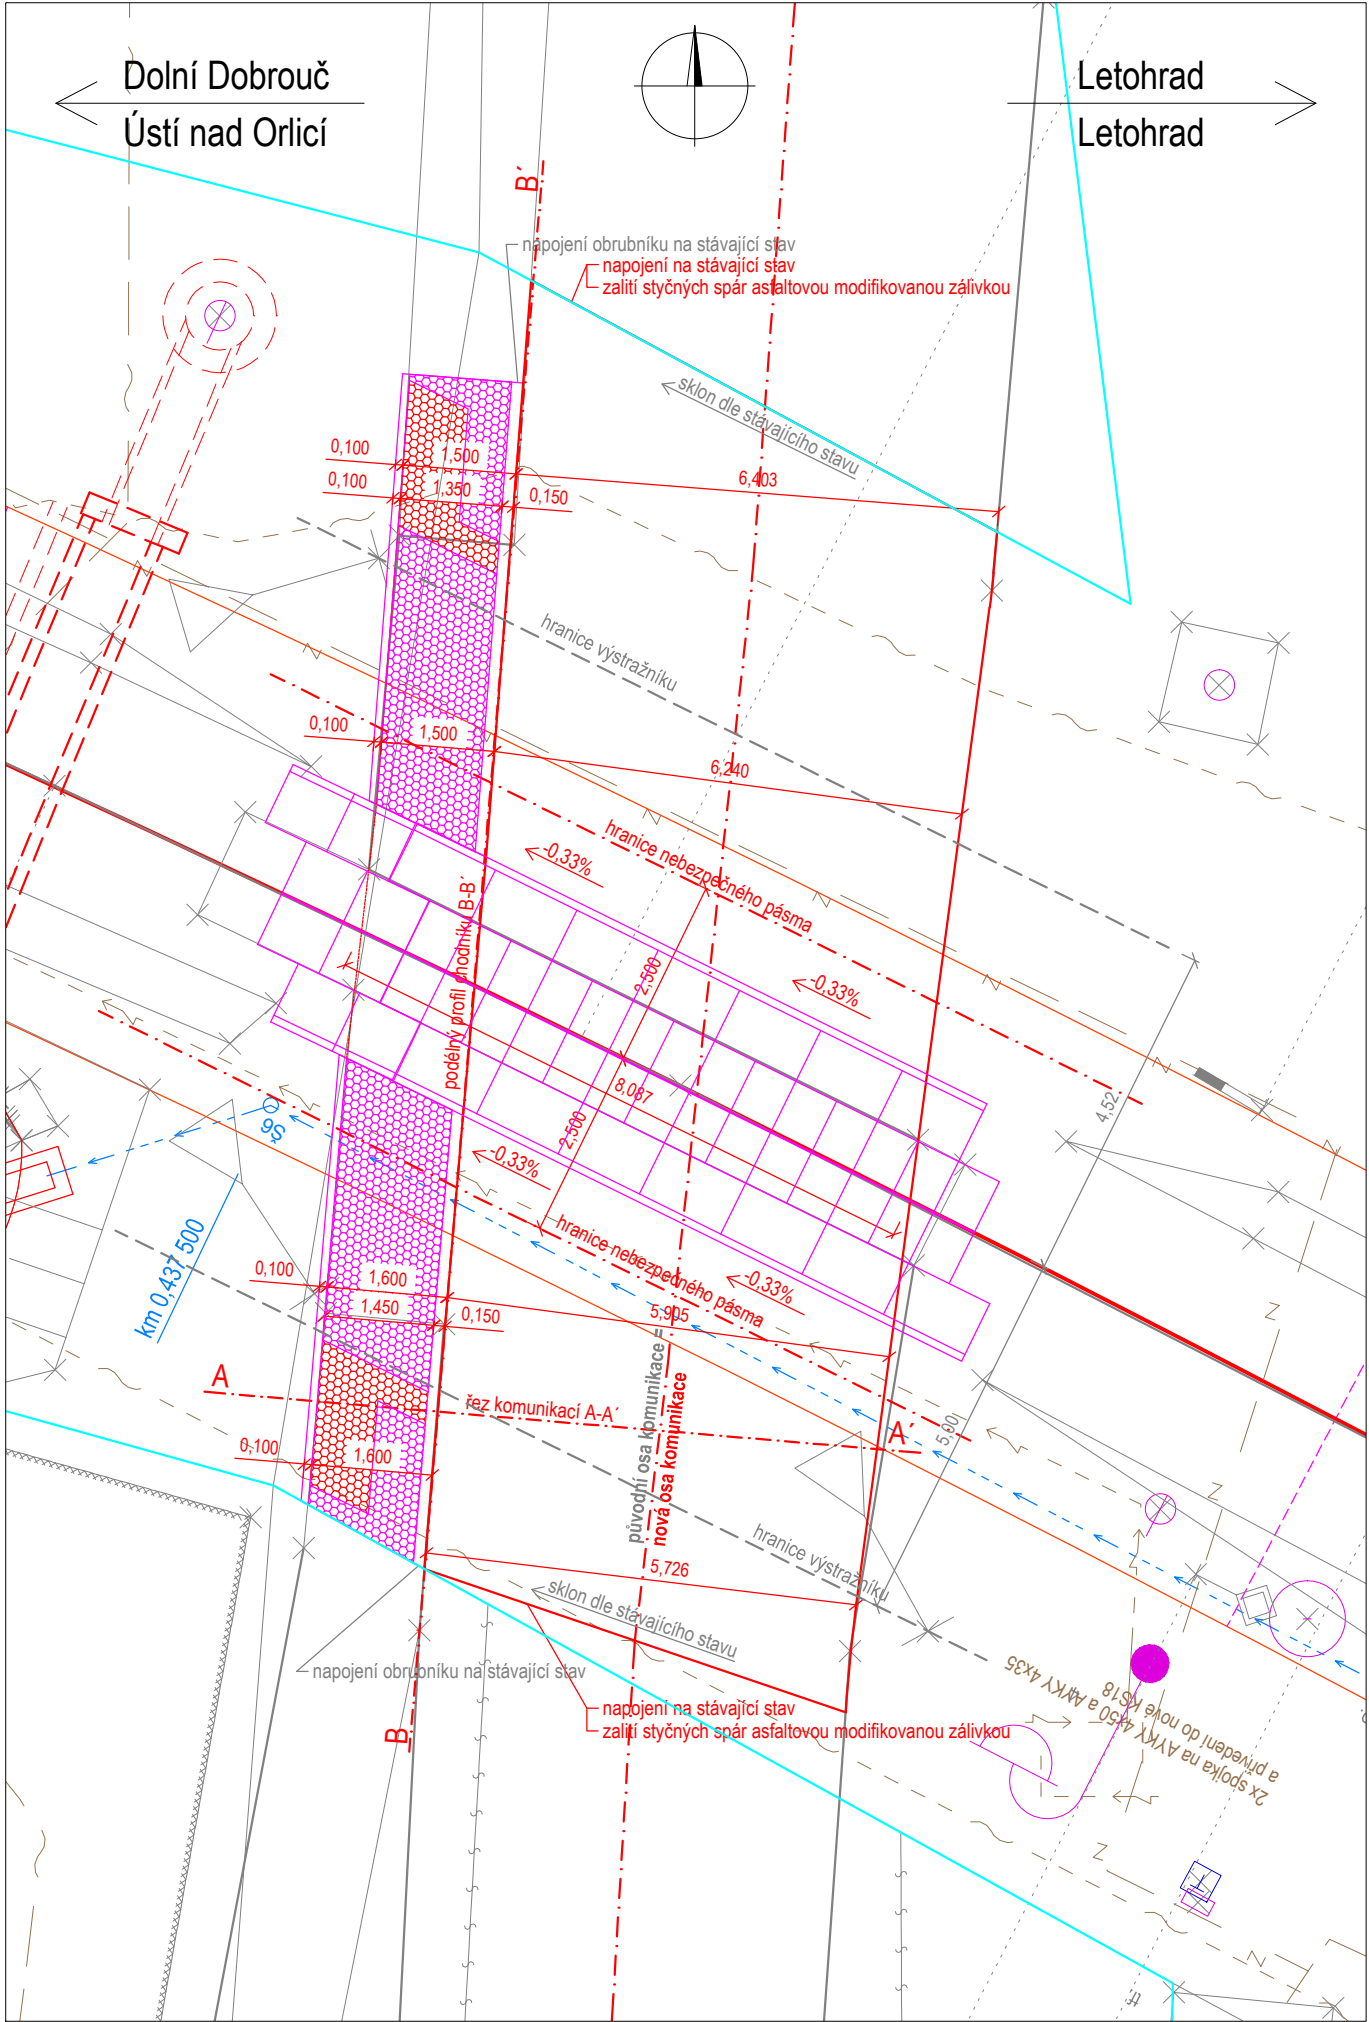 Dolní Dobrouč
Ústí nad Orlicí
Letohrad
Letohrad
B´
napojení obrubníku na stávající stav
napojení na stávající stav
zalití styčných spár asfaltovou modifikovanou zálivkou
sklon dle stávajícího stavu
0,100
1,500
6,403
0,100
1,350
0,150
hranice výstražníku
0,100
1,500
6,240
hranice nebezpečného pásma
-0,33%
-0,33%
podélný profil chodníku B-B´
2,500
8.087
2,500
4,52
Š6
-0,33%
km 0,437 500
hranice nebezpečného pásma
-0,33%
0,100
1,600
5,905
1,450
0,150
A
řez komunikací A-A´
A´
původní osa komunikace
nová osa komunikace
5,00
0,100
1,600
hranice výstražníku
5,726
sklon dle stávajícího stavu
napojení obrubníku na stávající stav
B
napojení na stávající stav
zalití styčných spár asfaltovou modifikovanou zálivkou
2x spojka na AYKY 4x50 a AYKY 4x35
a přivedení do nové KS18